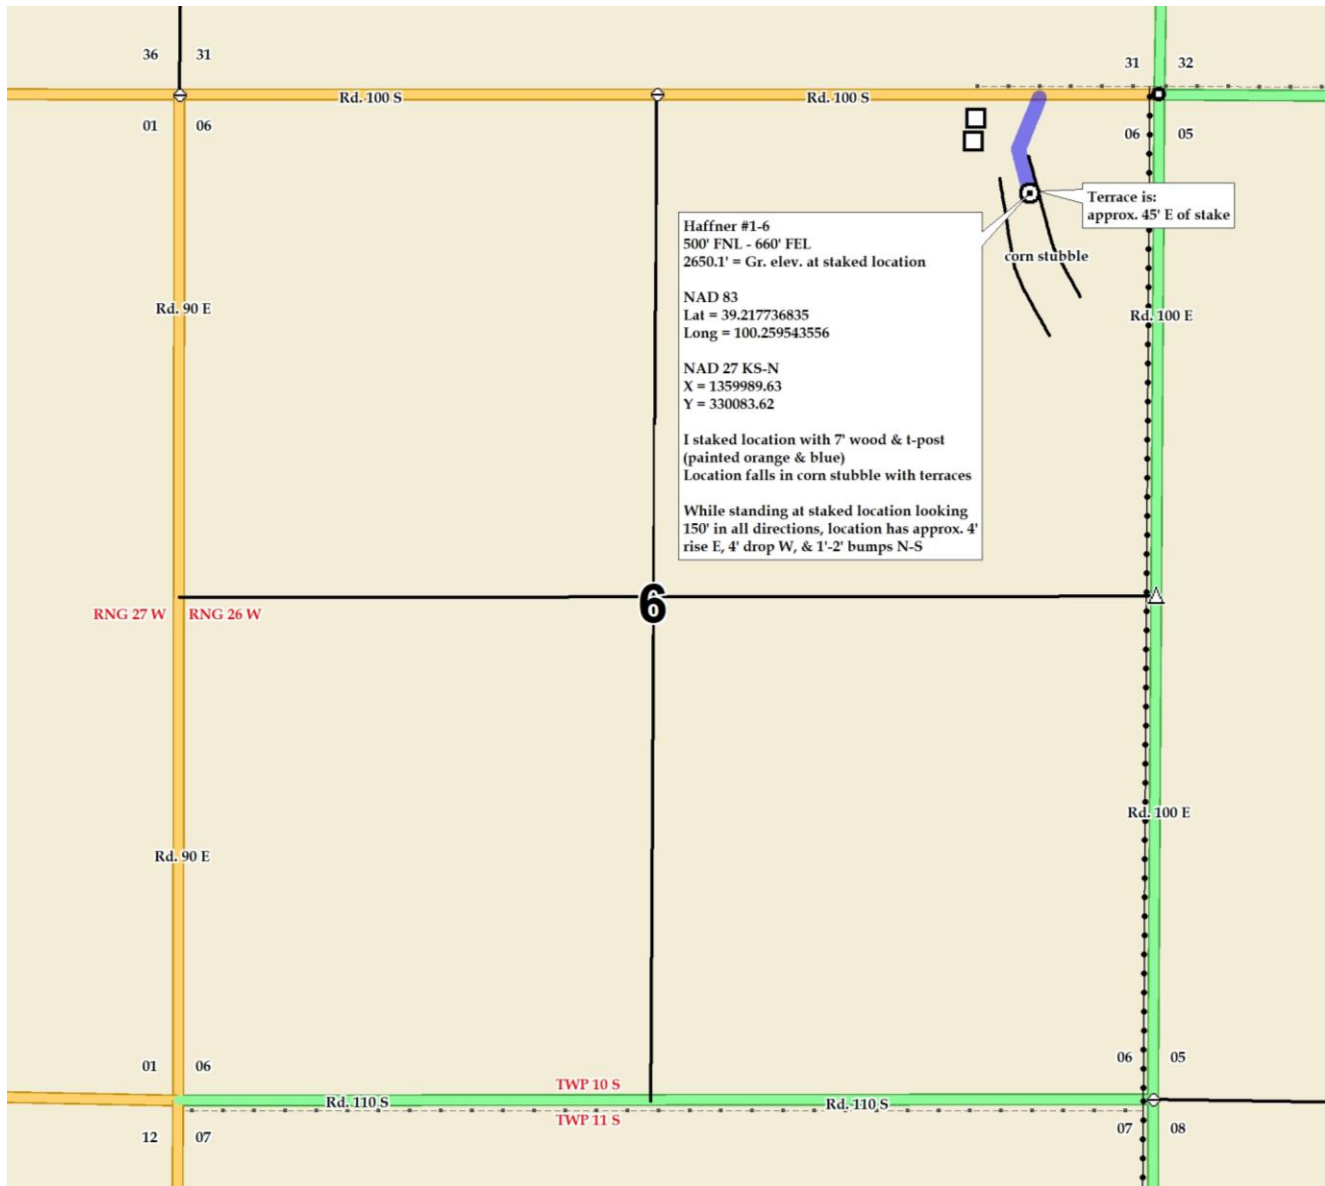 36
31
31
32
Rd. 100 S
Rd. 100 S
01
06
06
05
Terrace is:
approx. 45' E of stake
Haffner #1-6
500' FNL - 660' FEL
2650.1' = Gr. elev. at staked location
NAD 83
Lat = 39.217736835
Long = 100.259543556
NAD 27 KS-N
X = 1359989.63
Y = 330083.62
I staked location with 7' wood & t-post
(painted orange & blue)
Location falls in corn stubble with terraces
While standing at staked location looking
150' in all directions, location has approx. 4'
rise E, 4' drop W, & 1'-2' bumps N-S
corn stubble
Rd. 90 E
Rd. 100 E
6
RNG 27 W
RNG 26 W
Rd. 100 E
Rd. 90 E
01
06
06
05
TWP 10 S
Rd. 110 S
Rd. 110 S
TWP 11 S
12
07
07
08